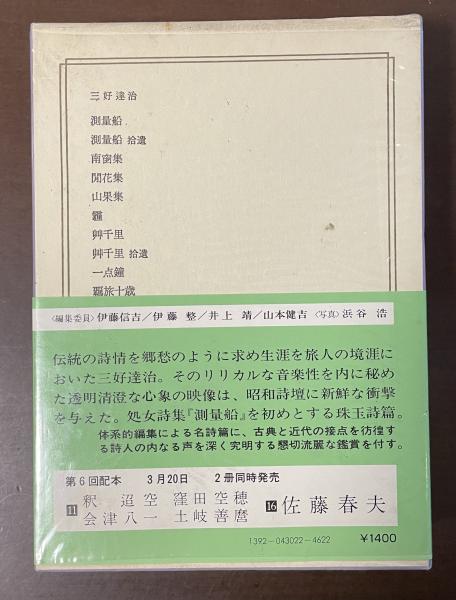 三好達治
測量船
測量船 拾遺
南窗集
閒花集
山果集
霾
艸千里
艸千里 拾遺
一点鐘
覊旅十歳
〈編集委員〉伊藤信吉／伊藤 整／井上 靖／山本健吉〈写真〉浜谷 浩
伝統の詩情を郷愁のように求め生涯を旅人の境涯に
おいた三好達治。そのリリカルな音楽性を内に秘め
た透明清澄な心象の映像は、昭和詩壇に新鮮な衝撃
を与えた。処女詩集『測量船』を初めとする珠玉詩篇。
体系的編集による名詩篇に、古典と近代の接点を彷徨す
る詩人の内なる声を深く究明する懇切流麗な鑑賞を付す。
第6回配本 3月20日 2冊同時発売
11 釈 迢空 窪田空穂
会津八一 土岐善麿
16 佐藤春夫
1392-043022-4622
¥1400